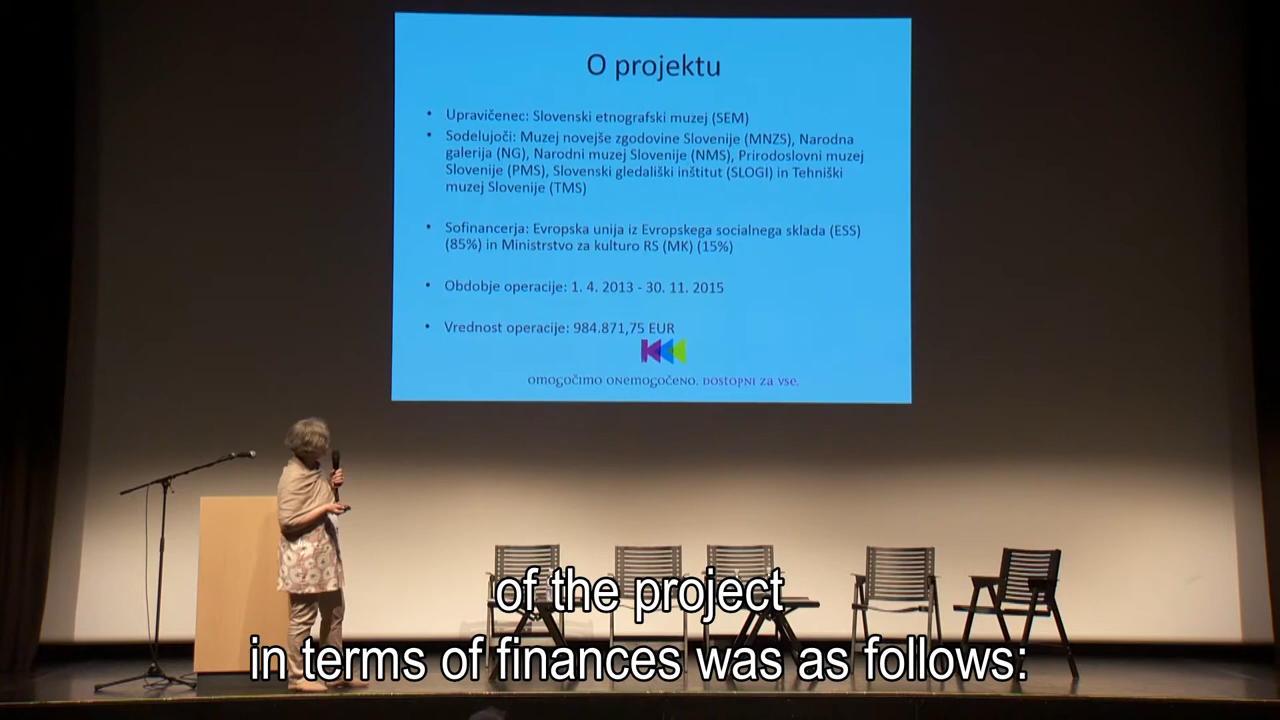 O projektu
• Upravičenec: Slovenski etnografski muzej (SEM)
• Sodelujoči: Muzej novejše zgodovine Slovenije (MNZS), Narodna
galerija (NG), Narodni muzej Slovenije (NMS), Prirodoslovni muzej
Slovenije (PMS), Slovenski gledališki inštitut (SLOGI) in Tehniški
muzej Slovenije (TMS)
• Sofinancerja: Evropska unija iz Evropskega socialnega sklada (ESS)
(85%) in Ministrstvo za kulturo RS (MK) (15%)
• Obdobje operacije: 1. 4. 2013 - 30. 11. 2015
• Vrednost operacije: 984.871,75 EUR
omogočimo onemogočeno. Dostopni za vse.
of the project
in terms of finances was as follows: